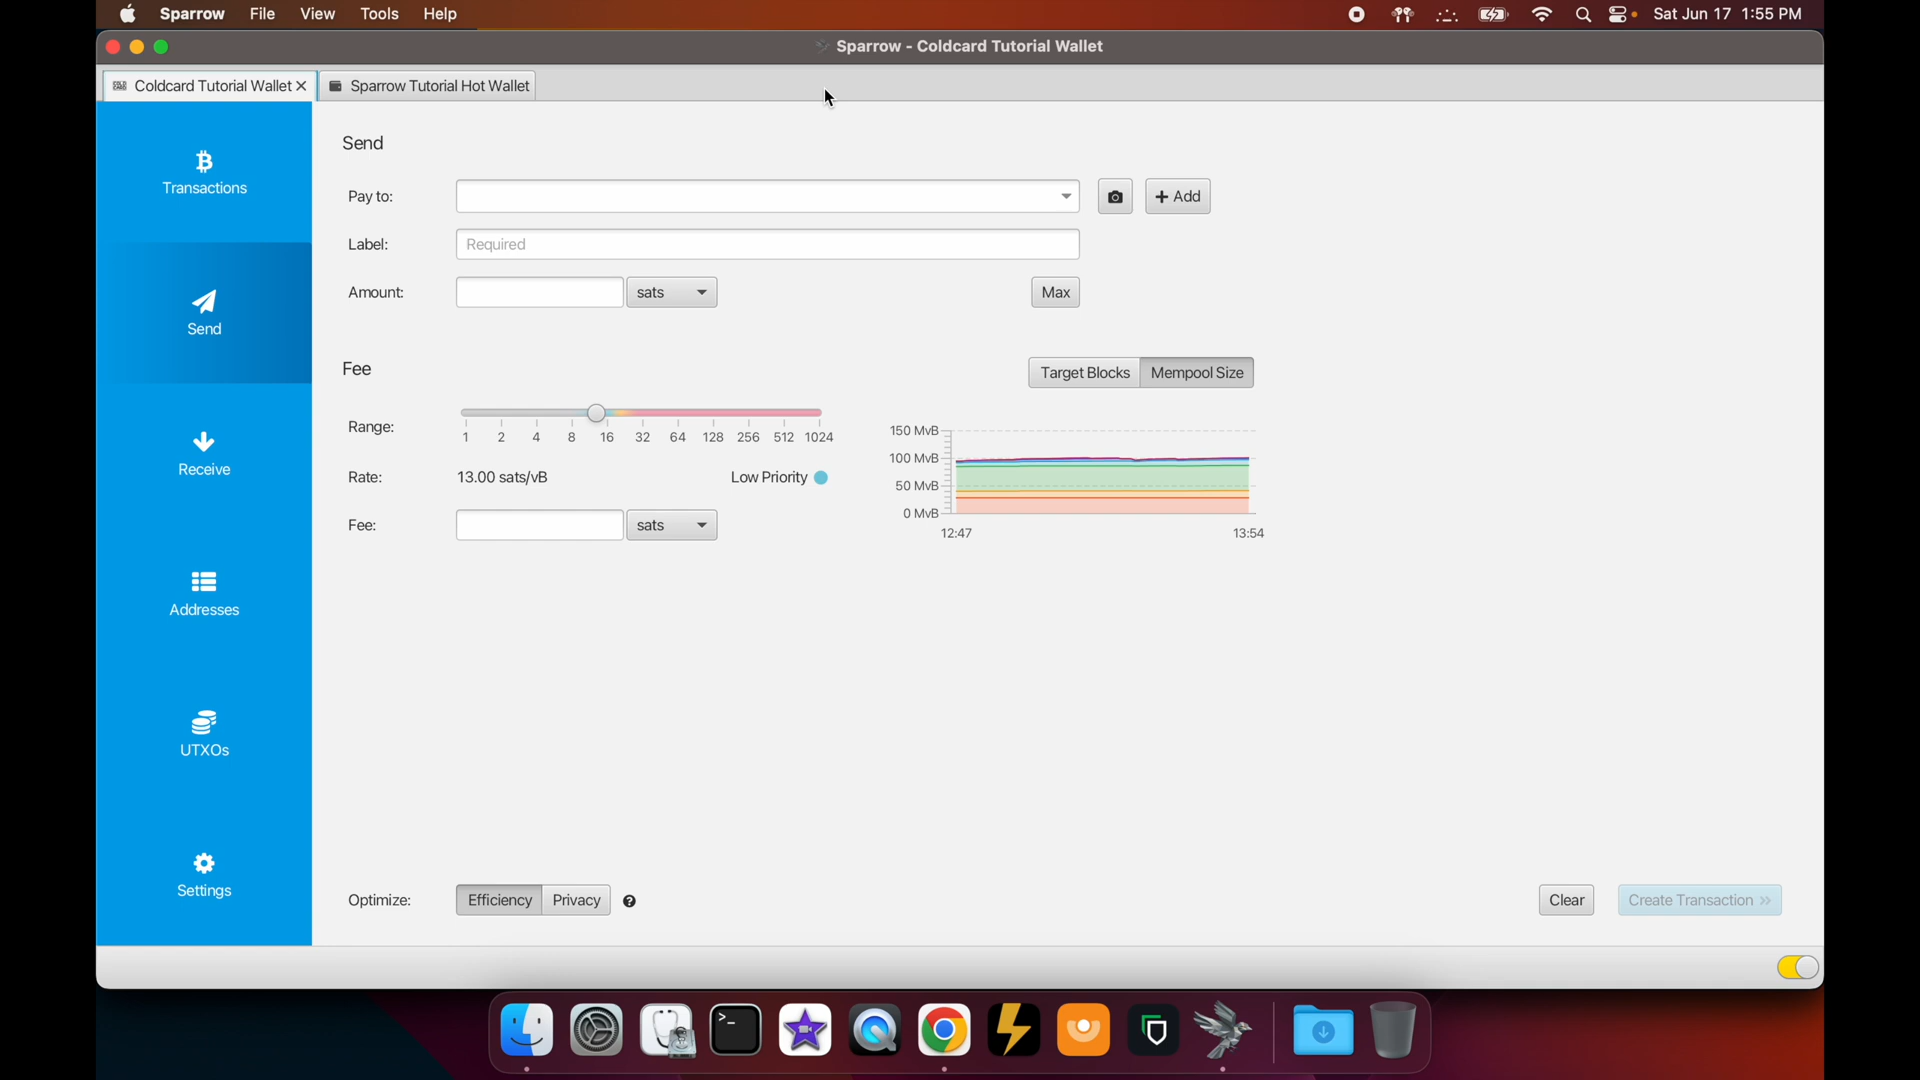 Sparrow File View Tools Help Sat Jun 17 1:55 PM
Sparrow - Coldcard Tutorial Wallet
Coldcard Tutorial Wallet Sparrow Tutorial Hot Wallet
Transactions
Send
Receive
Addresses
UTXOs
Settings
Send
Pay to: + Add
Label: Required
Amount: sats Max
Fee Target Blocks Mempool Size
Range:
1 2 4 8 16 32 64 128 256 512 1024
Rate: 13.00 sats/vB Low Priority
Fee: sats
150 MvB
100 MvB
50 MvB
0 MvB
12:47 13:54
Optimize: Efficiency Privacy ? Clear Create Transaction >>